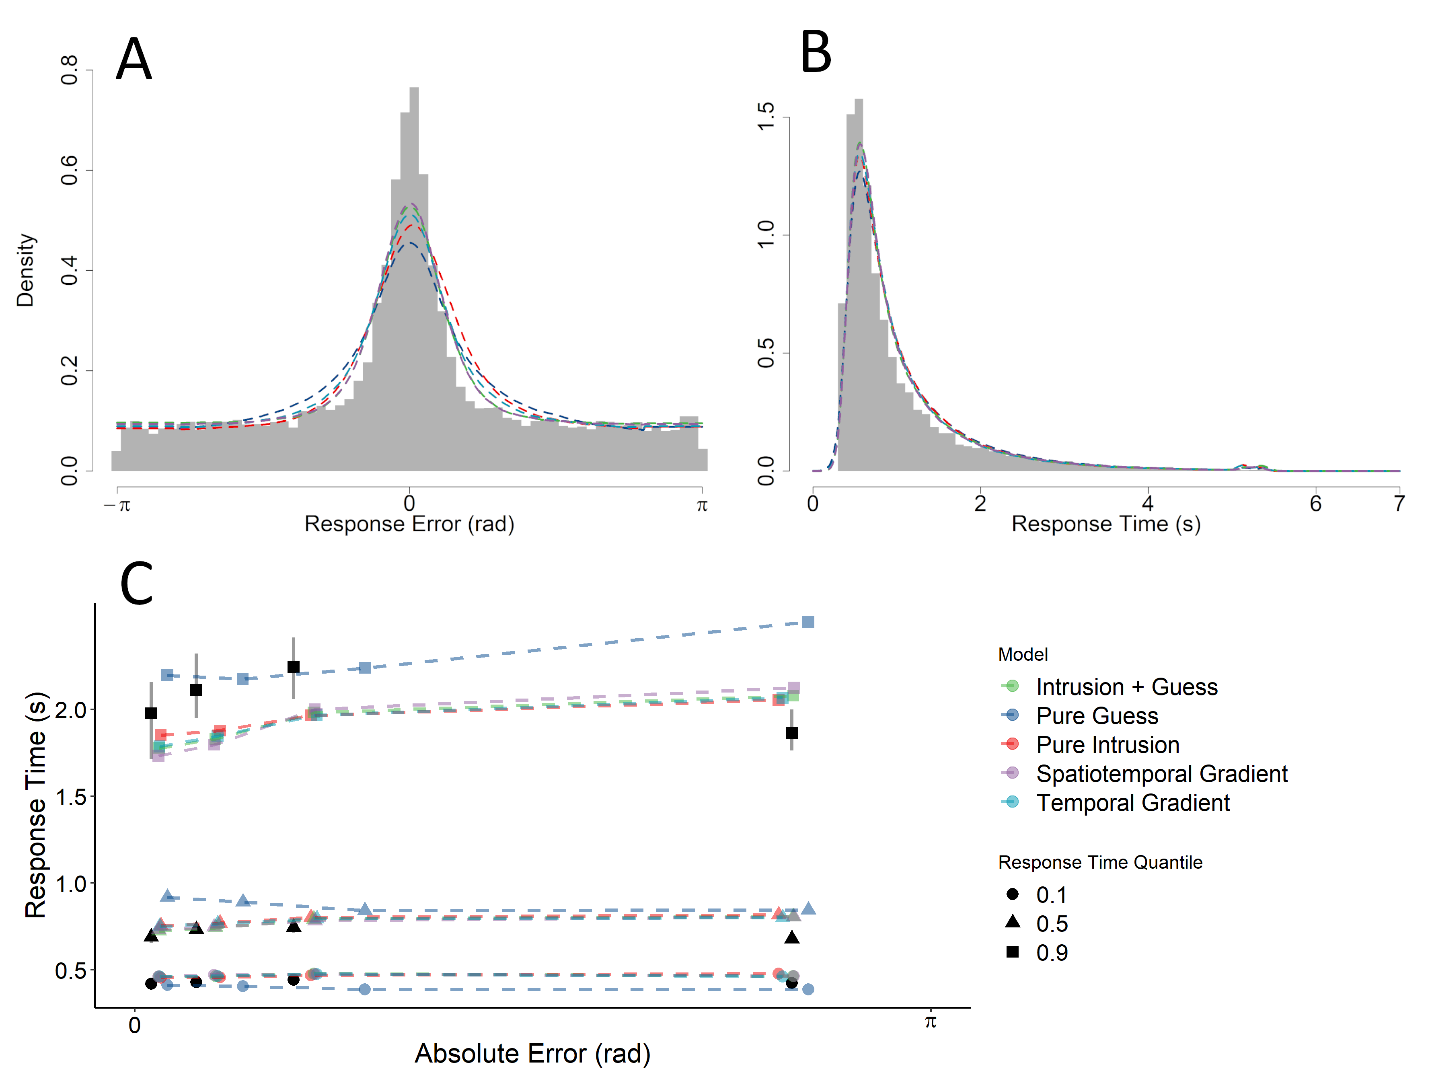 A
B
0.8
0.6
0.4
0.2
0.0
Density
−π
0
π
Response Error (rad)
1.5
1.0
0.5
0.0
0
2
4
6
7
Response Time (s)
C
Response Time (s)
2.0
1.5
1.0
0.5
0
π
Absolute Error (rad)
Model
Intrusion + Guess
Pure Guess
Pure Intrusion
Spatiotemporal Gradient
Temporal Gradient
Response Time Quantile
0.1
0.5
0.9